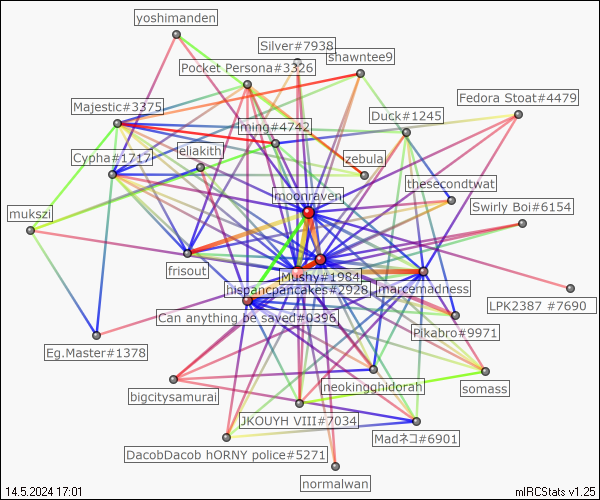 yoshimanden
Silver#7938
shawntee9
Pocket Persona#3326
Majestic#3375
Fedora Stoat#4479
Duck#1245
ming#4742
eliakith
Cypha#1717
zebula
thesecondtwat
moonraven
mukszi
Swirly Boi#6154
frisout
Mushy#1984
hispancpancakes#2928
marcemadness
LPK2387 #7690
Can anything be saved#0396
Pikabro#9971
Eg.Master#1378
neokingghidorah
somass
bigcitysamurai
JKOUYH VIII#7034
Madネコ#6901
DacobDacob hORNY police#5271
normalwan
14.5.2024 17:01
mIRCStats v1.25